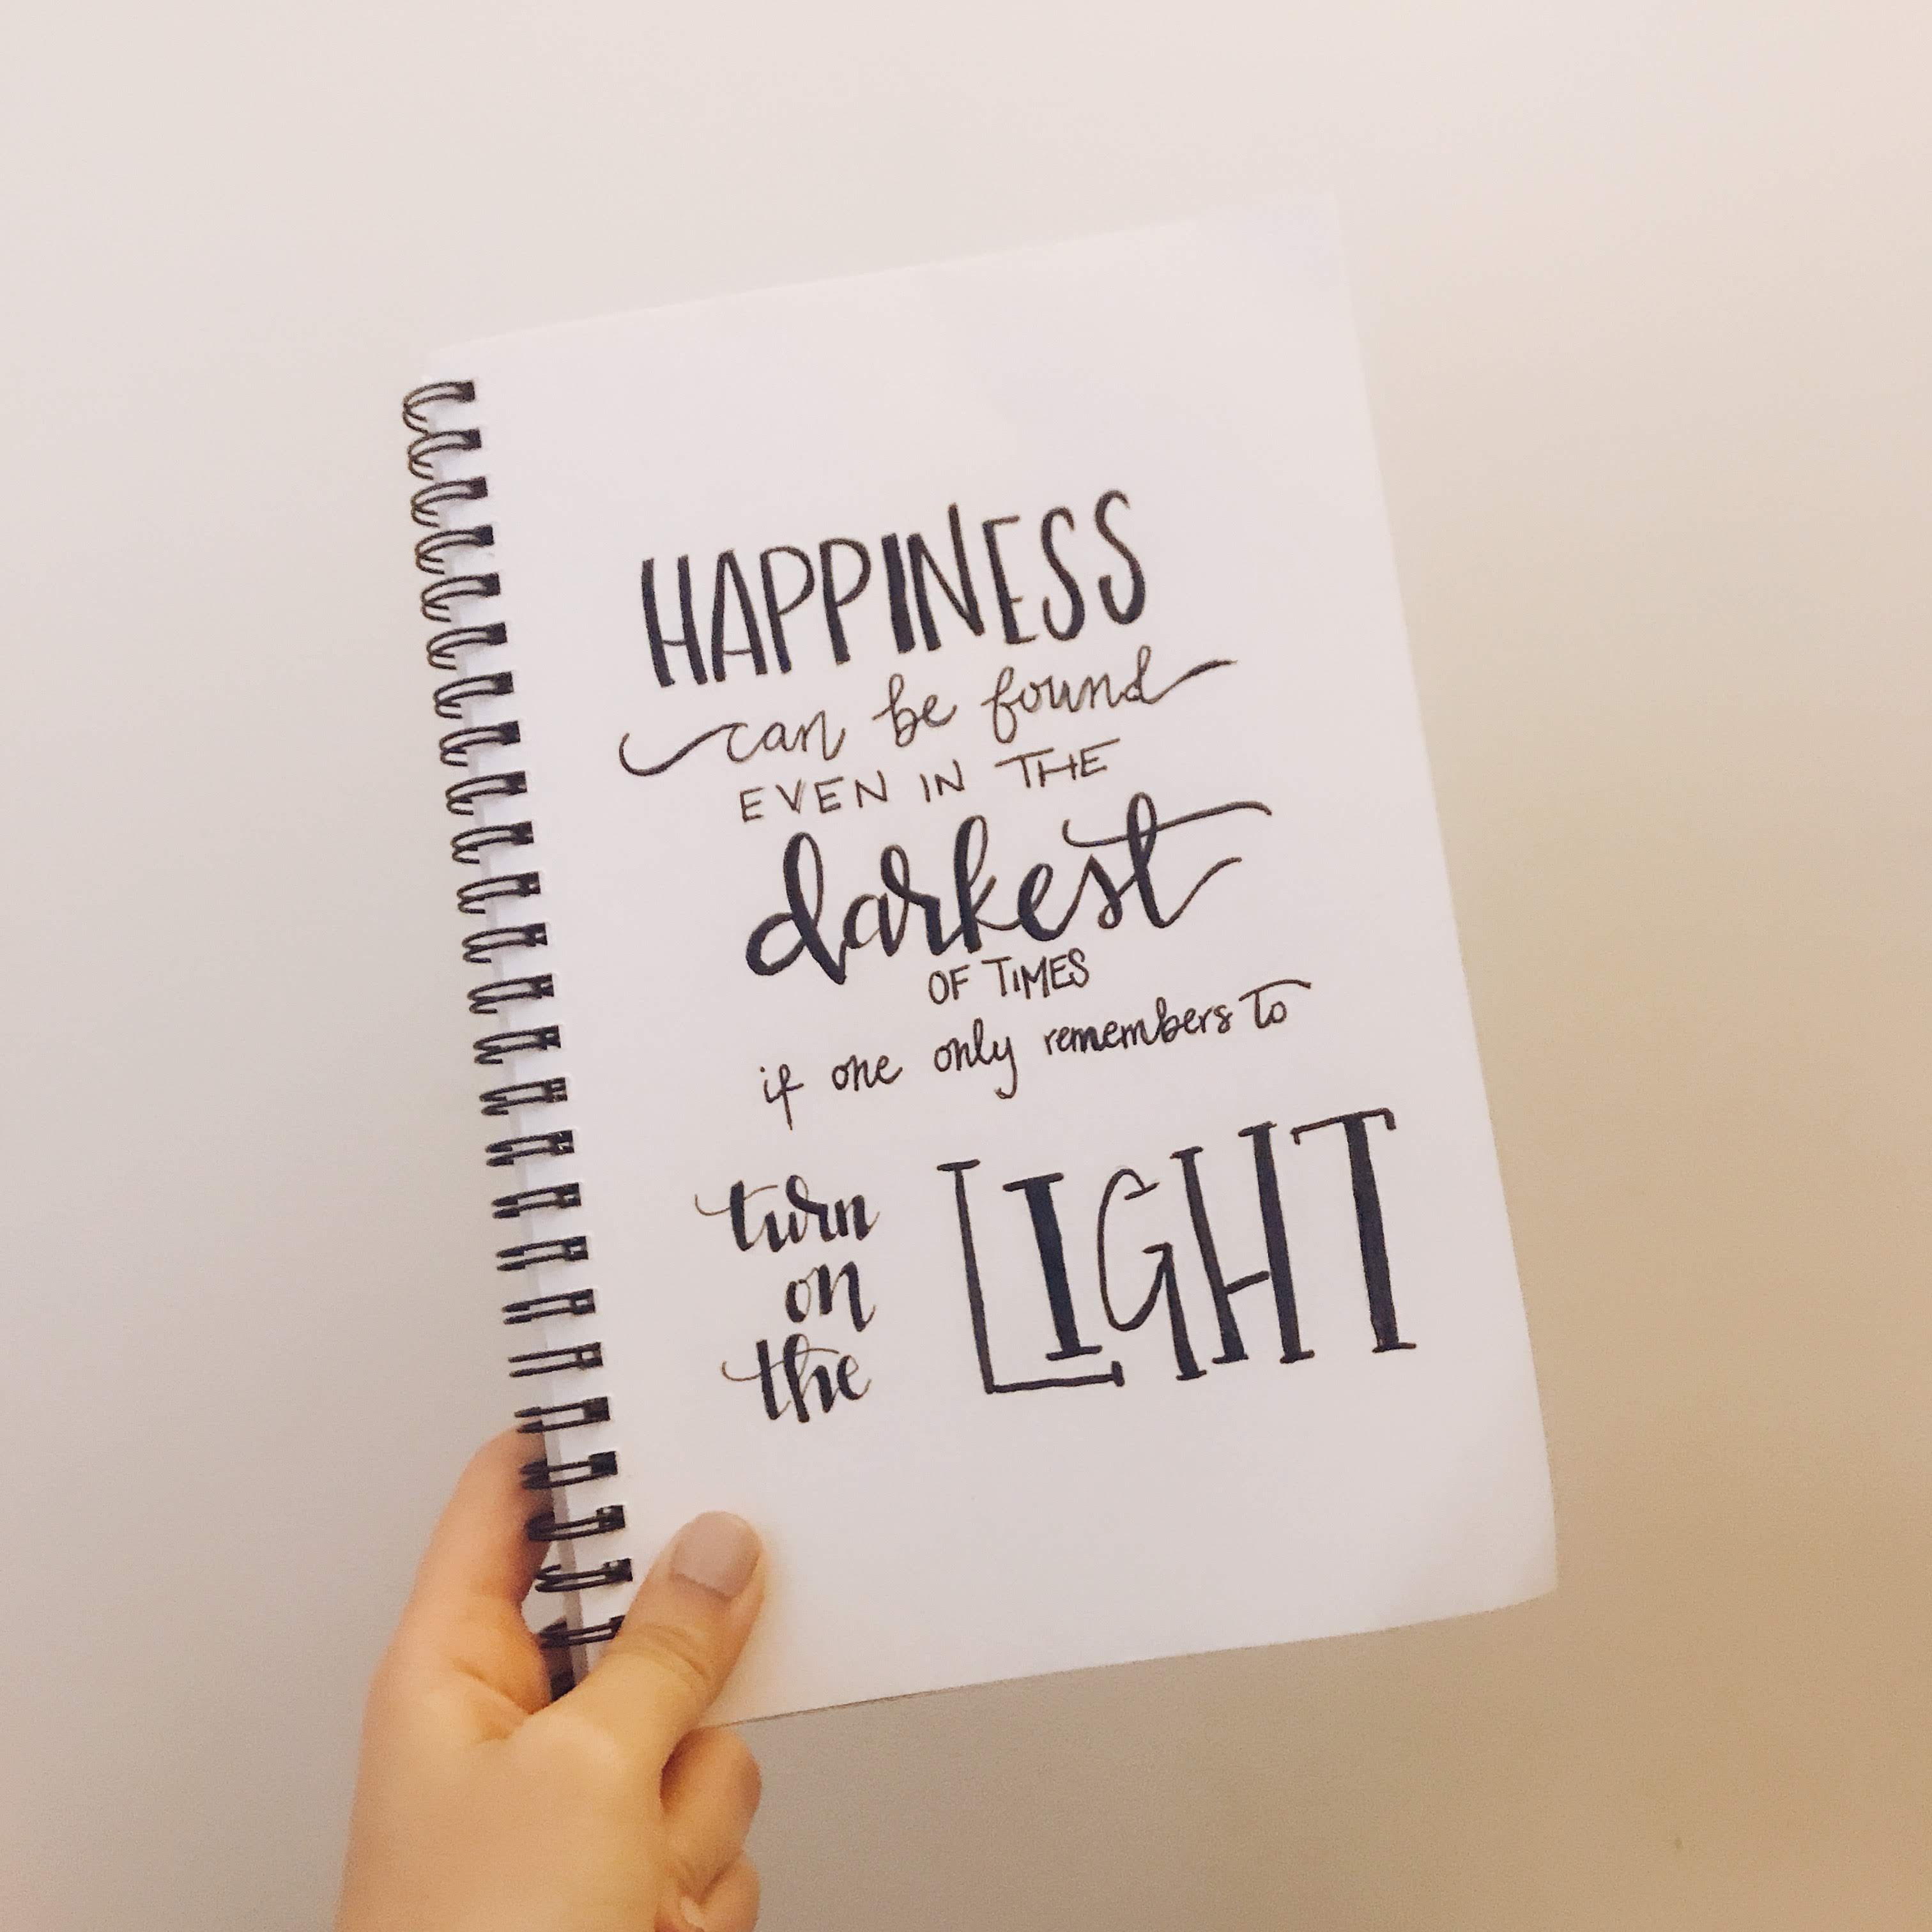 HAPPINESS
can be found
EVEN IN THE
darkest
OF TIMES
if one only remembers to
turn
on
the
LIGHT